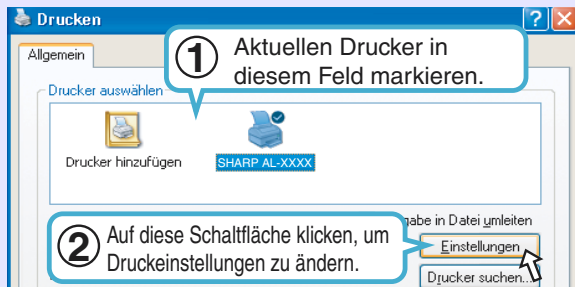 Drucken
?
X
Allgemein
1
Aktuellen Drucker in
diesem Feld markieren.
Drucker auswählen
Drucker hinzufügen
SHARP AL-XXXX
in Datei umleiten
2
Auf diese Schaltfläche klicken, um
Druckeinstellungen zu ändern.
Einstellungen
Drucker suchen...